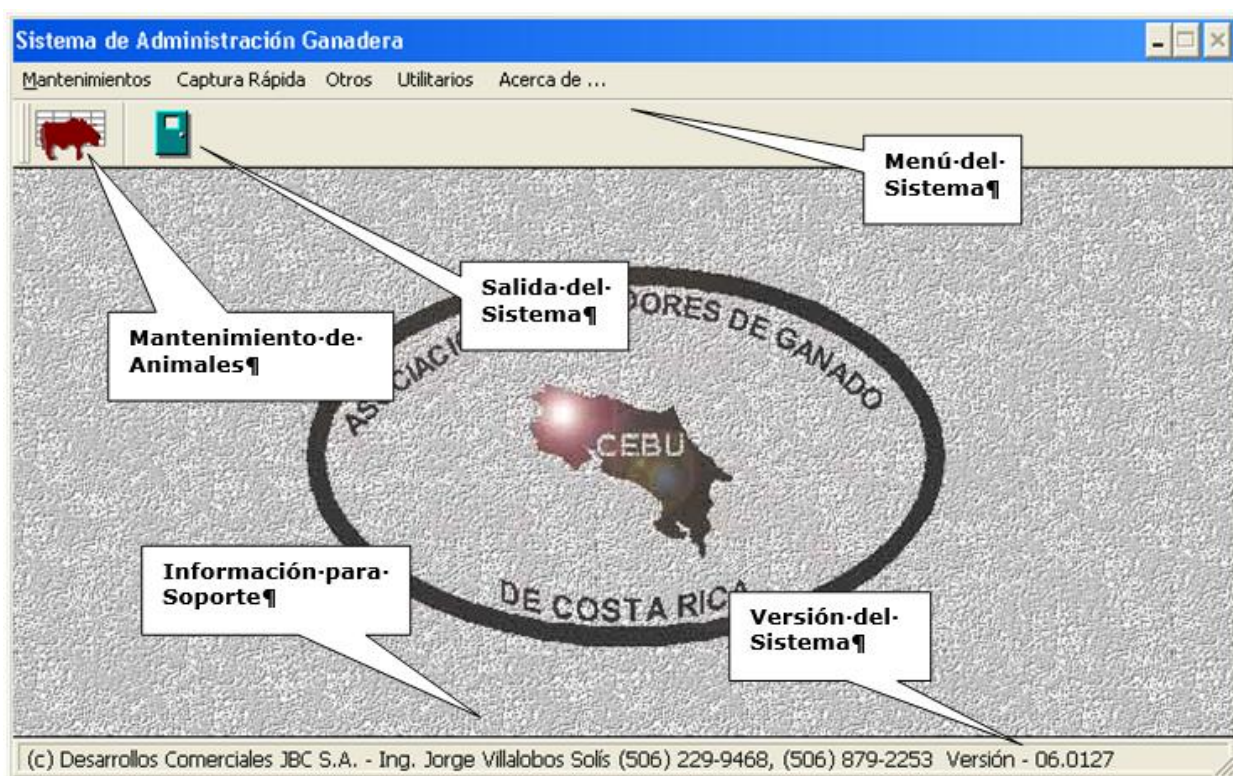 Sistema de Administración Ganadera
Mantenimientos Captura Rápida Otros Utilitarios Acerca de ...
Menú·del·
Sistema¶
Salida·del·
Sistema¶
Mantenimiento·de·
Animales¶
DORES DE GANADO
CEBU
DE COSTA RICA
Información·para·
Soporte¶
Versión·del·
Sistema¶
(c) Desarrollos Comerciales JBC S.A. - Ing. Jorge Villalobos Solís (506) 229-9468, (506) 879-2253 Versión - 06.0127